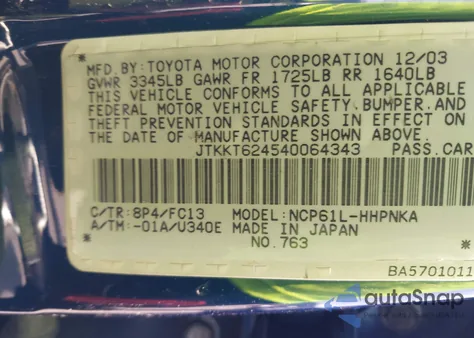 MFD.BY:TOYOTA MOTOR CORPORATION 12/03
GVWR 3345LB GAWR FR 1725LB RR 1640LB
THIS VEHICLE CONFORMS TO ALL APPLICABLE
FEDERAL MOTOR VEHICLE SAFETY, BUMPER,AND
THEFT PREVENTION STANDARDS IN EFFECT ON
THE DATE OF MANUFACTURE SHOWN ABOVE.
JTKKT624540064343 PASS.CAR
C/TR:8P4/FC13 MODEL:NCP61L-HHPNKA
A/TM:-01A/U340E MADE IN JAPAN
* NO.763 *
BA5701011
autoSnap